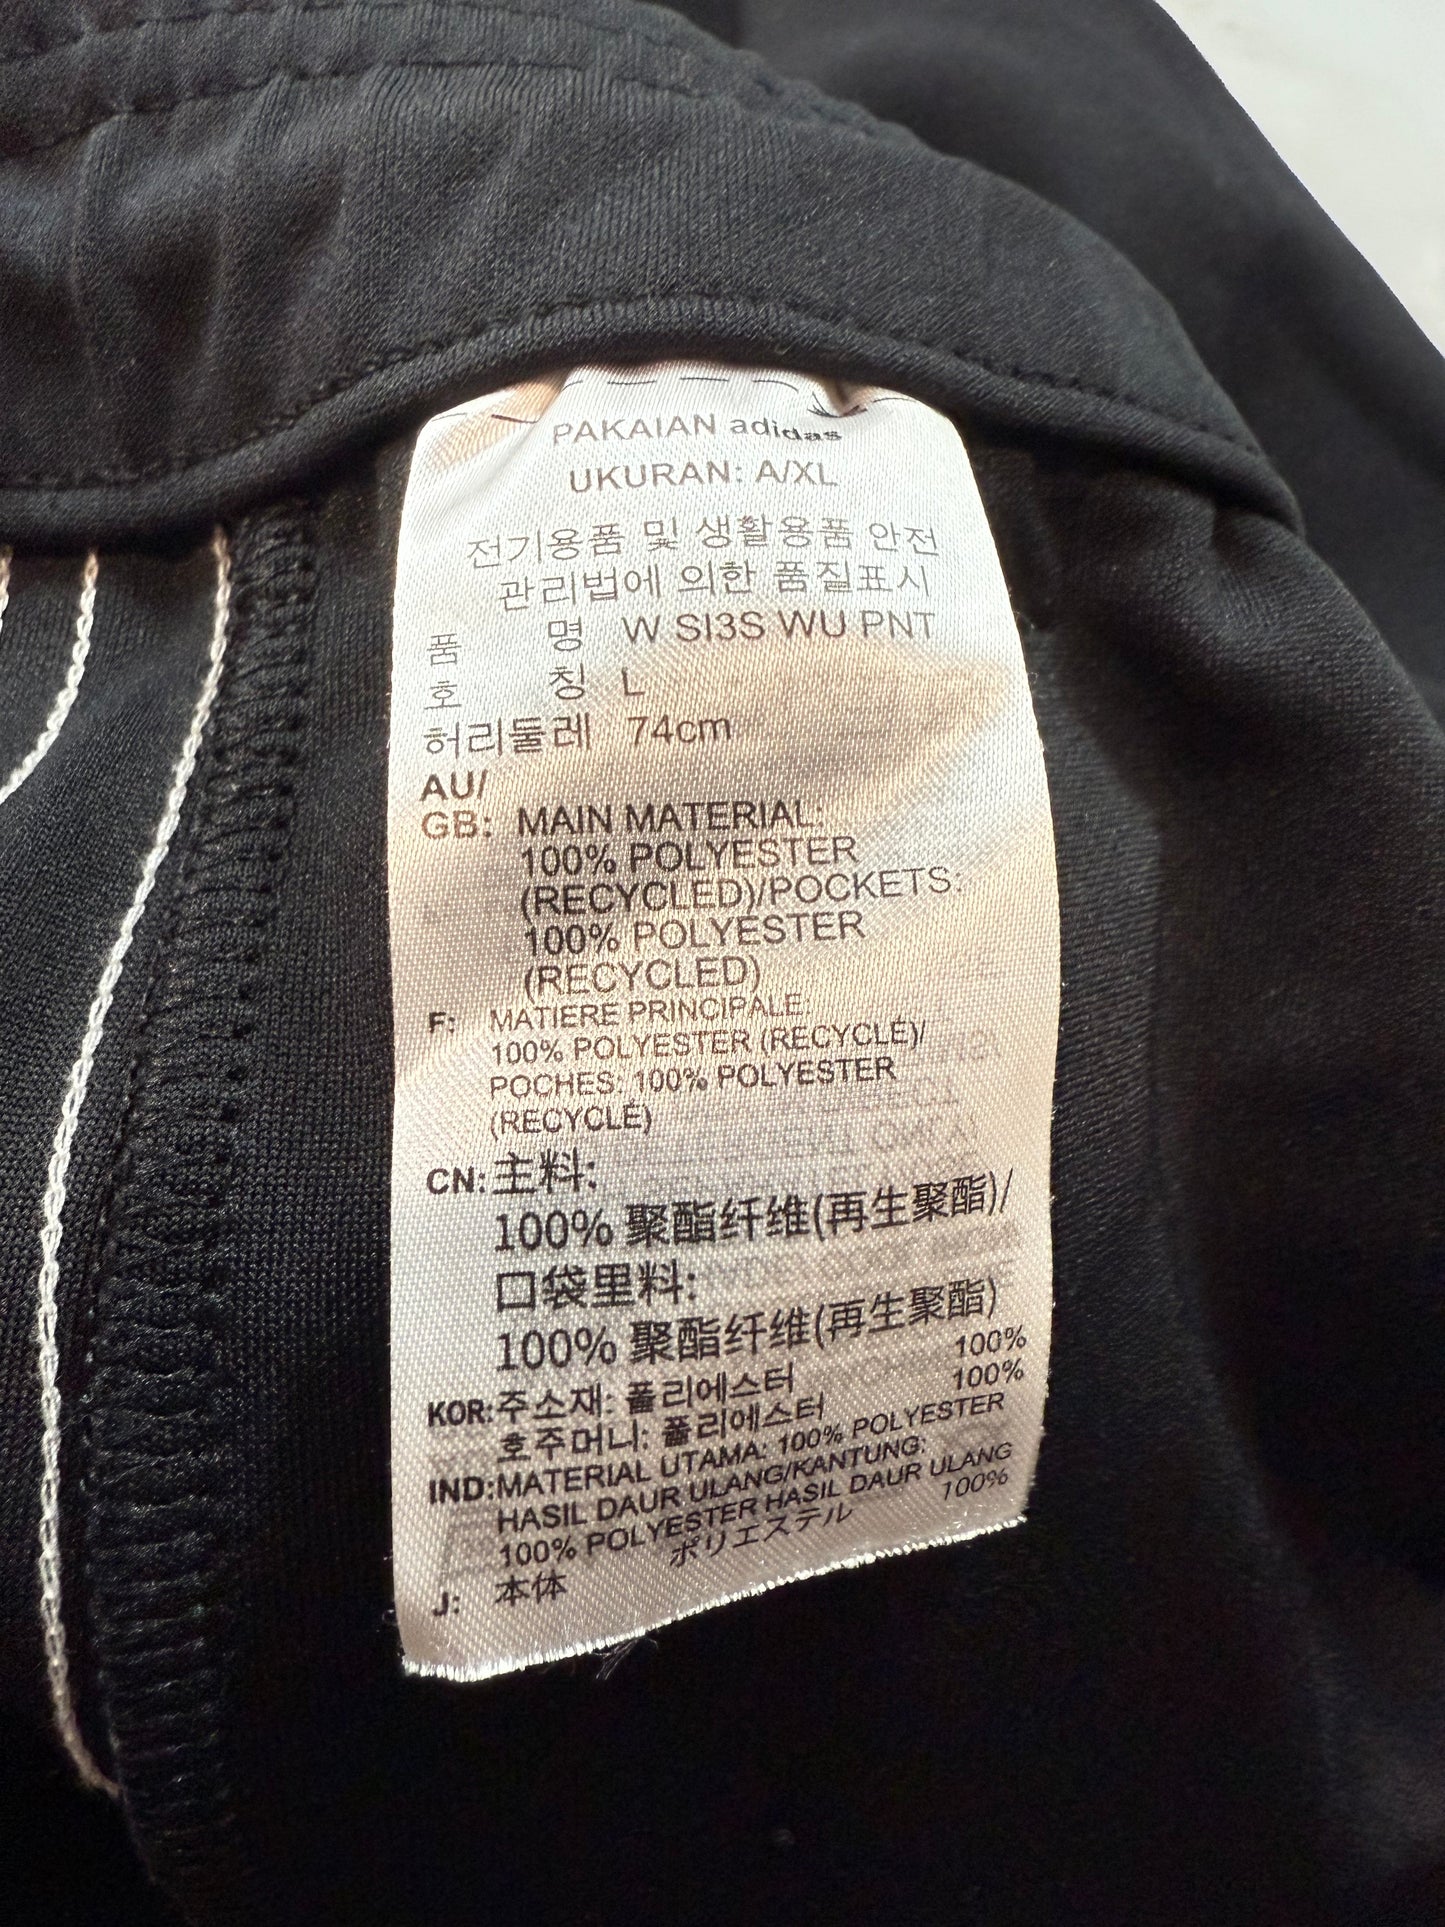 PAKAIAN adidas
UKURAN: A/XL
전기용품 및 생활용품 안전
관리법에 의한 품질표시
품 명 W SI3S WU PNT
호 칭 L
허리둘레 74cm
AU/
GB: MAIN MATERIAL:
100% POLYESTER
(RECYCLED)/POCKETS:
100% POLYESTER
(RECYCLED)
F: MATIERE PRINCIPALE:
100% POLYESTER (RECYCLÉ)/
POCHES: 100% POLYESTER
(RECYCLÉ)
CN: 主料:
100% 聚酯纤维(再生聚酯)/
口袋里料:
100% 聚酯纤维(再生聚酯)
KOR: 주소재: 폴리에스터 100%
호주머니: 폴리에스터 100%
IND: MATERIAL UTAMA: 100% POLYESTER
HASIL DAUR ULANG/KANTUNG:
100% POLYESTER HASIL DAUR ULANG
J: 本体 ポリエステル 100%